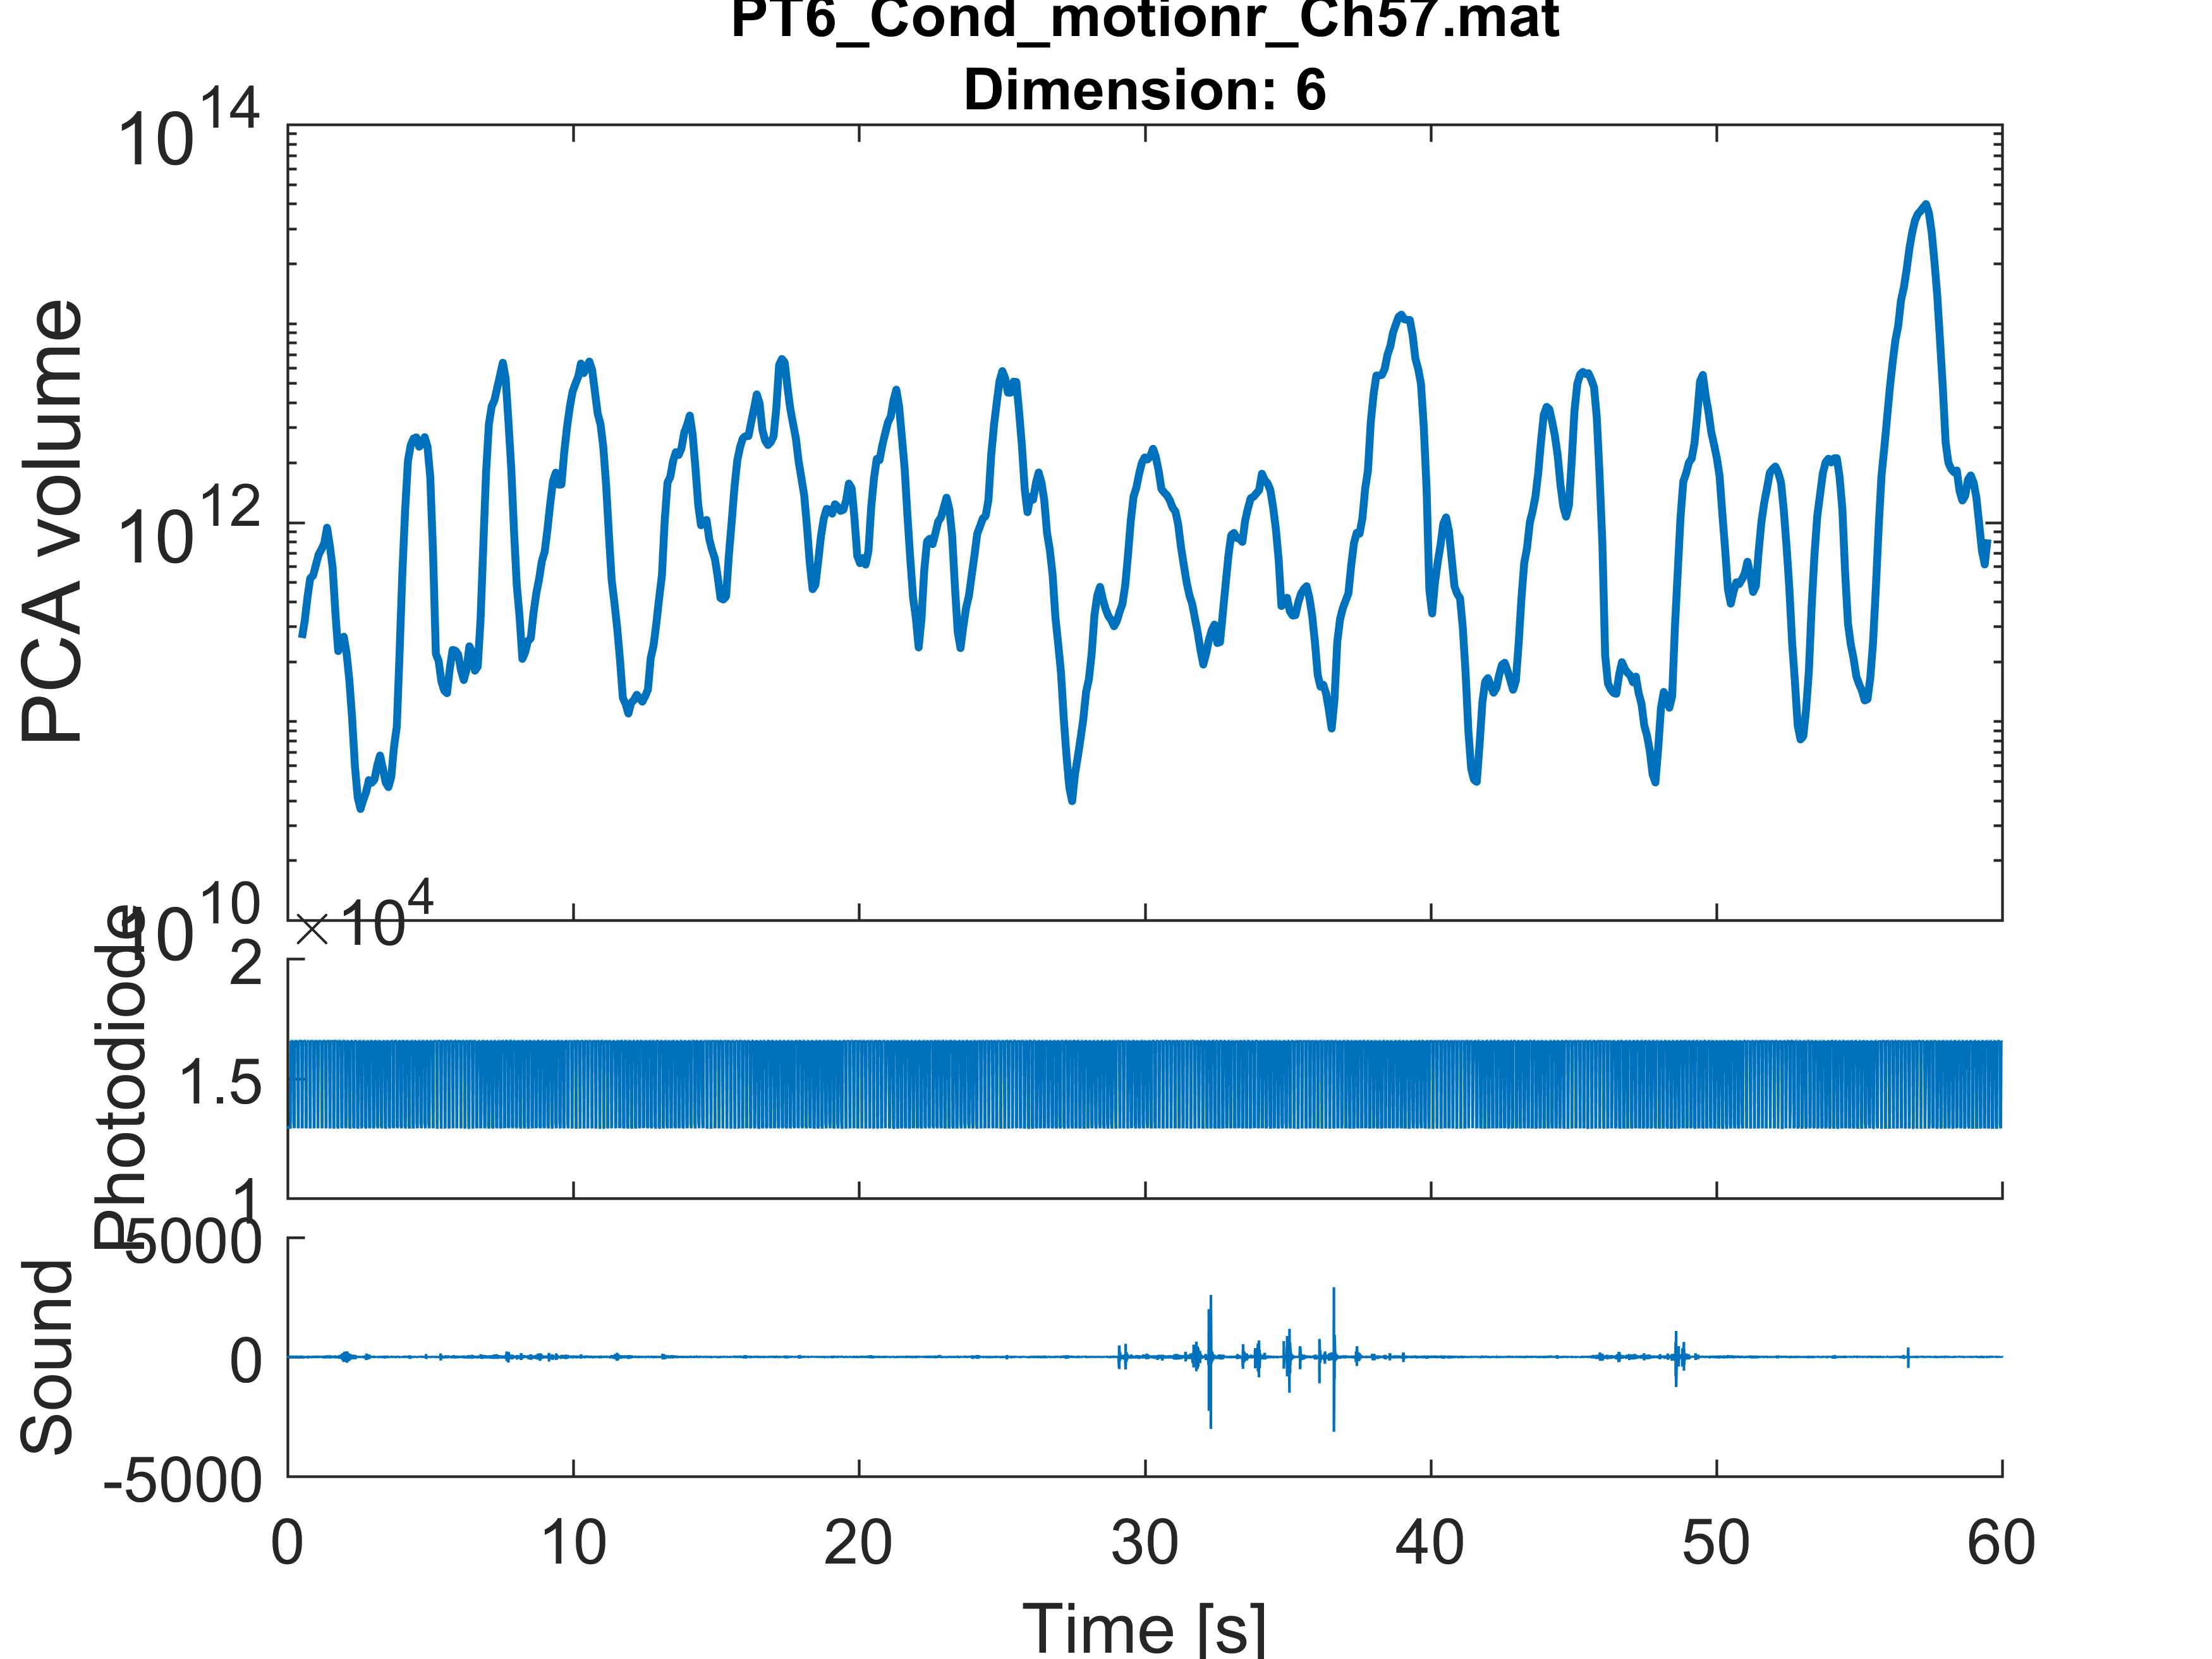 PT6_Cond_motionr_Ch57.mat
Dimension: 6
10^14
10^12
10^10
PCA volume
×10^4
2
1.5
1
Photodiode
5000
0
-5000
Sound
0 10 20 30 40 50 60
Time [s]